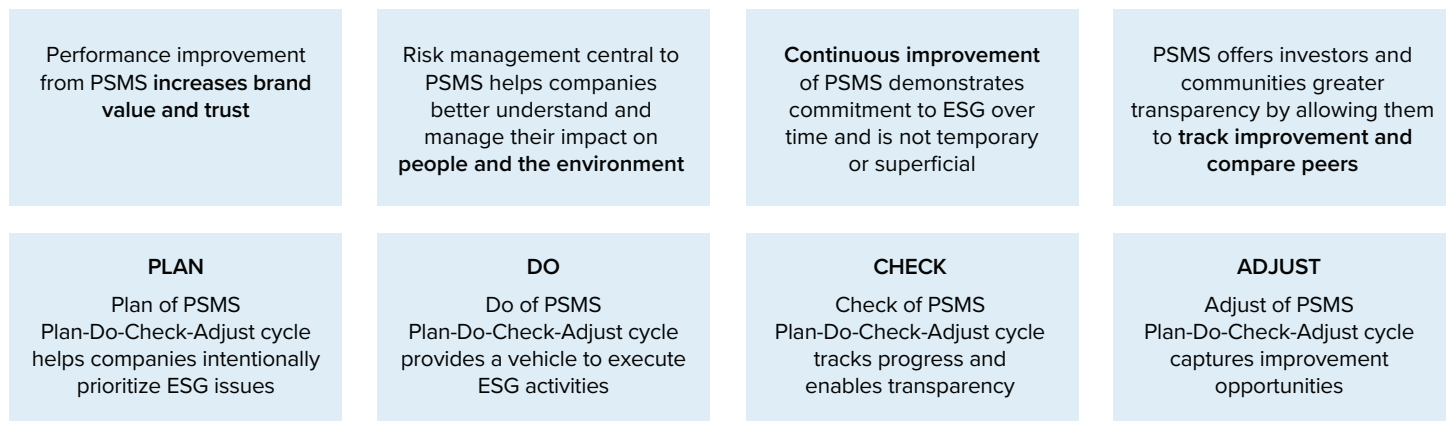 Performance improvement
from PSMS increases brand
value and trust
Risk management central to
PSMS helps companies
better understand and
manage their impact on
people and the environment
Continuous improvement
of PSMS demonstrates
commitment to ESG over
time and is not temporary
or superficial
PSMS offers investors and
communities greater
transparency by allowing them
to track improvement and
compare peers
PLAN
Plan of PSMS
Plan-Do-Check-Adjust cycle
helps companies intentionally
prioritize ESG issues
DO
Do of PSMS
Plan-Do-Check-Adjust cycle
provides a vehicle to execute
ESG activities
CHECK
Check of PSMS
Plan-Do-Check-Adjust cycle
tracks progress and
enables transparency
ADJUST
Adjust of PSMS
Plan-Do-Check-Adjust cycle
captures improvement
opportunities